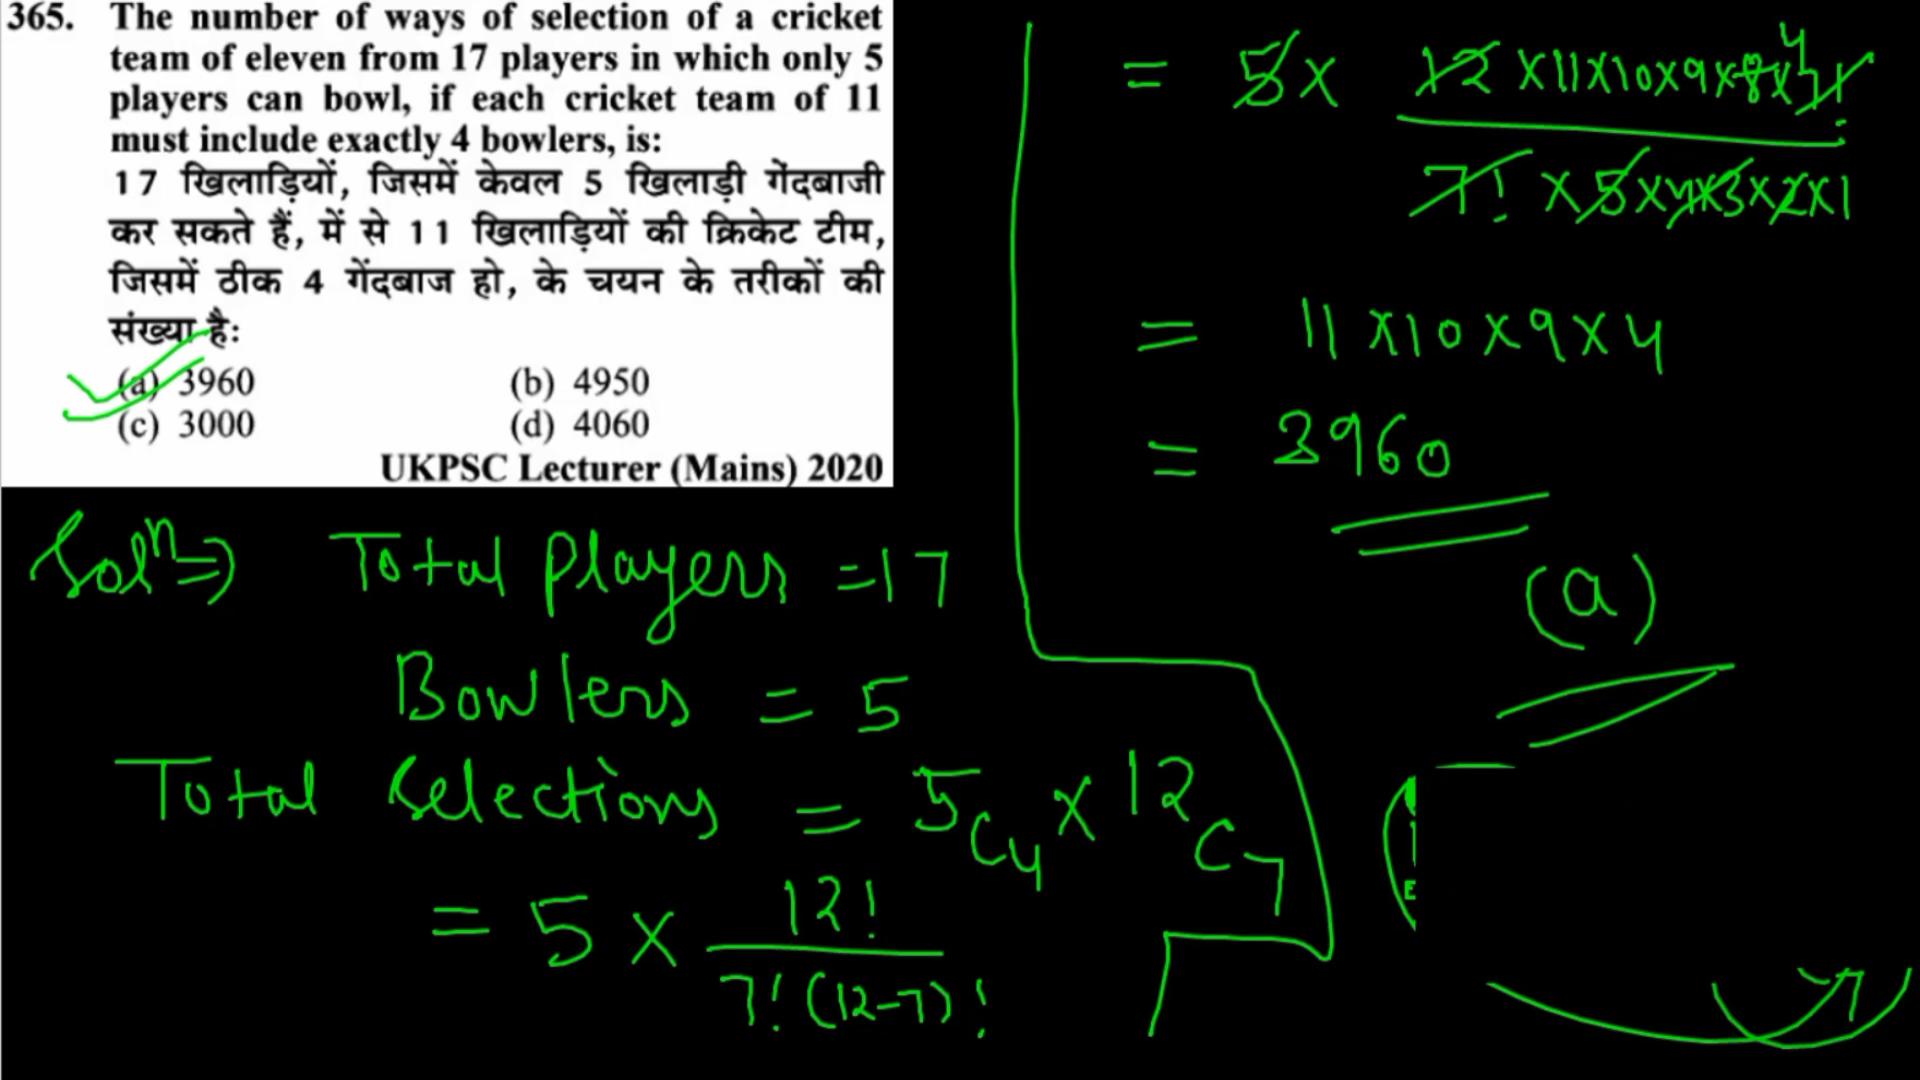 365. The number of ways of selection of a cricket
team of eleven from 17 players in which only 5
players can bowl, if each cricket team of 11
must include exactly 4 bowlers, is:
17 खिलाड़ियों, जिसमें केवल 5 खिलाड़ी गेंदबाजी
कर सकते हैं, में से 11 खिलाड़ियों की क्रिकेट टीम,
जिसमें ठीक 4 गेंदबाज हो, के चयन के तरीकों की
संख्या है:
(a) 3960 (b) 4950
(c) 3000 (d) 4060
UKPSC Lecturer (Mains) 2020
Solⁿ ⇒ Total Players = 17
Bowlers = 5
Total Selections = 5C4 × 12C7
= 5 × 12! / 7! (12-7)!
= 5 × 12 × 11 × 10 × 9 × 8 4 × 7! / 7! × 5 × 4 × 3 × 2 × 1
= 11 × 10 × 9 × 4
= 3960
(a)